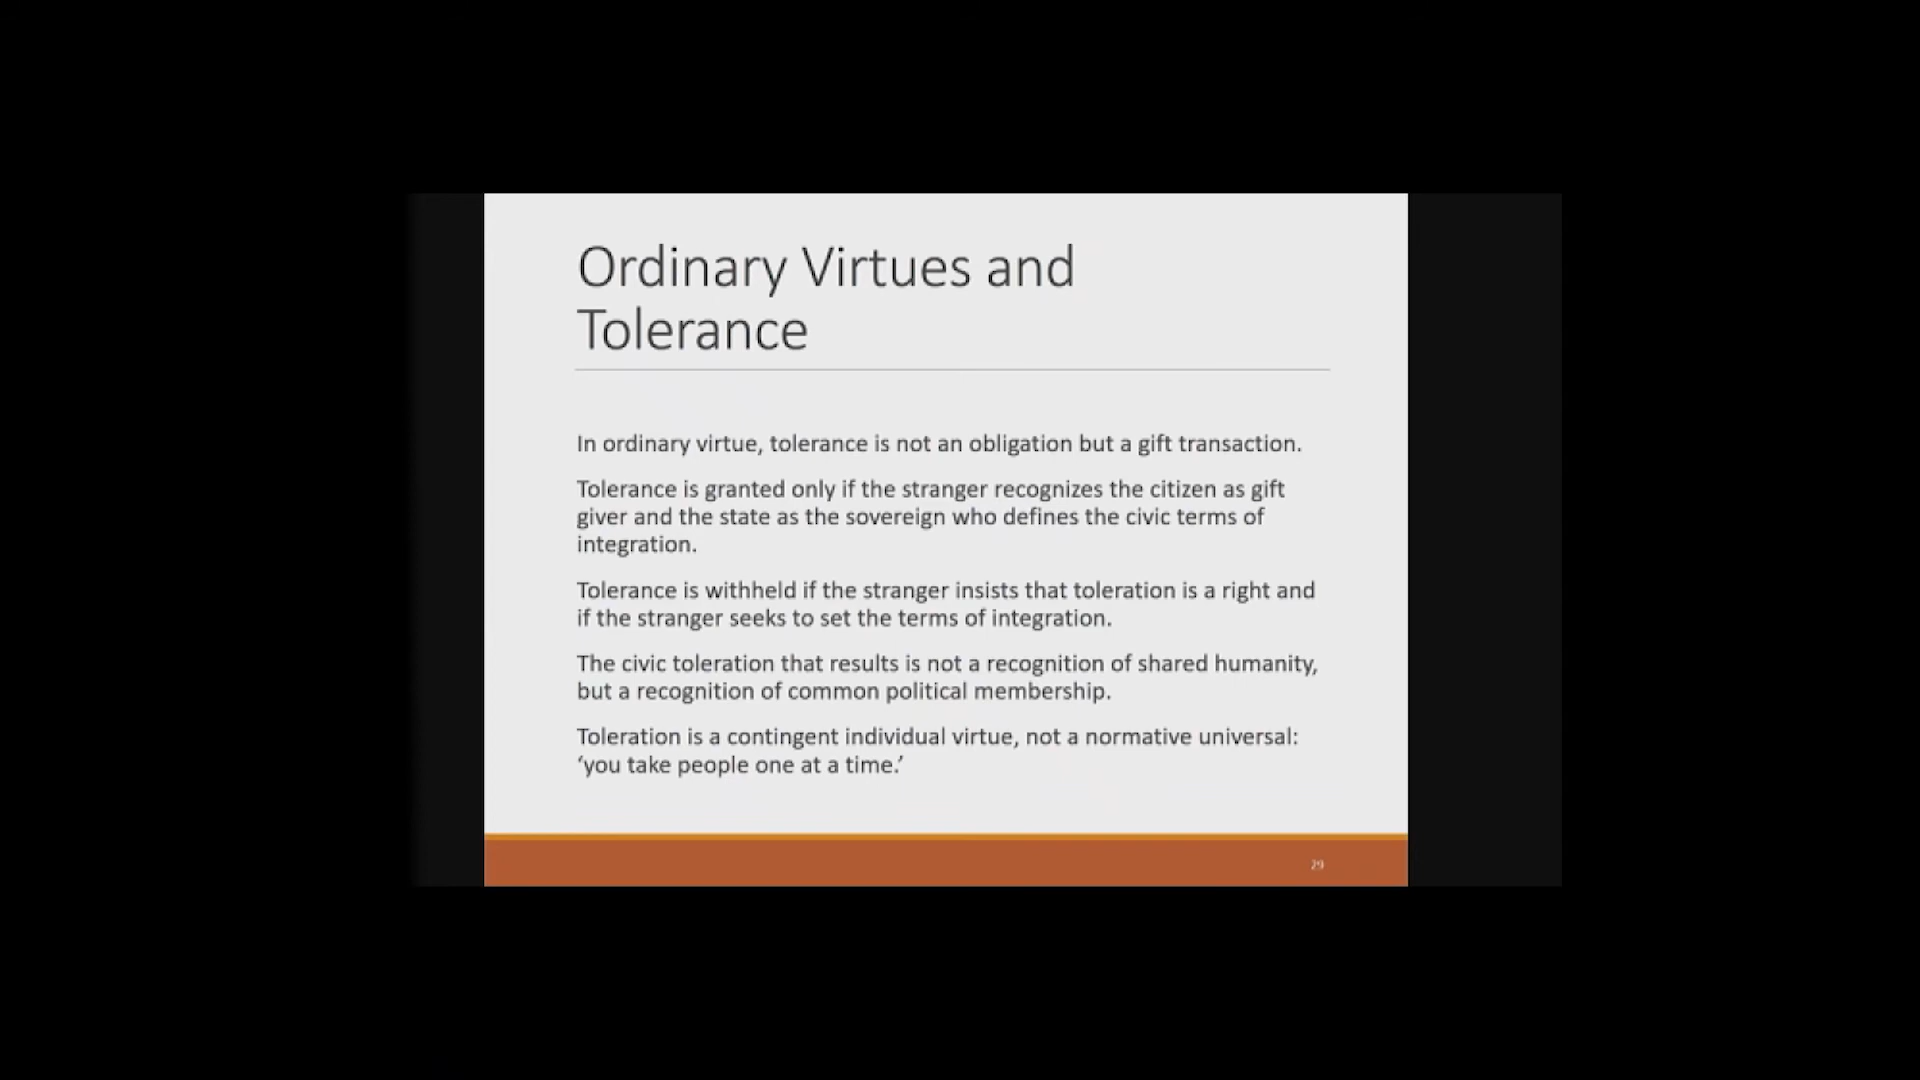 Ordinary Virtues and
Tolerance
In ordinary virtue, tolerance is not an obligation but a gift transaction.
Tolerance is granted only if the stranger recognizes the citizen as gift
giver and the state as the sovereign who defines the civic terms of
integration.
Tolerance is withheld if the stranger insists that toleration is a right and
if the stranger seeks to set the terms of integration.
The civic toleration that results is not a recognition of shared humanity,
but a recognition of common political membership.
Toleration is a contingent individual virtue, not a normative universal:
‘you take people one at a time.’
29